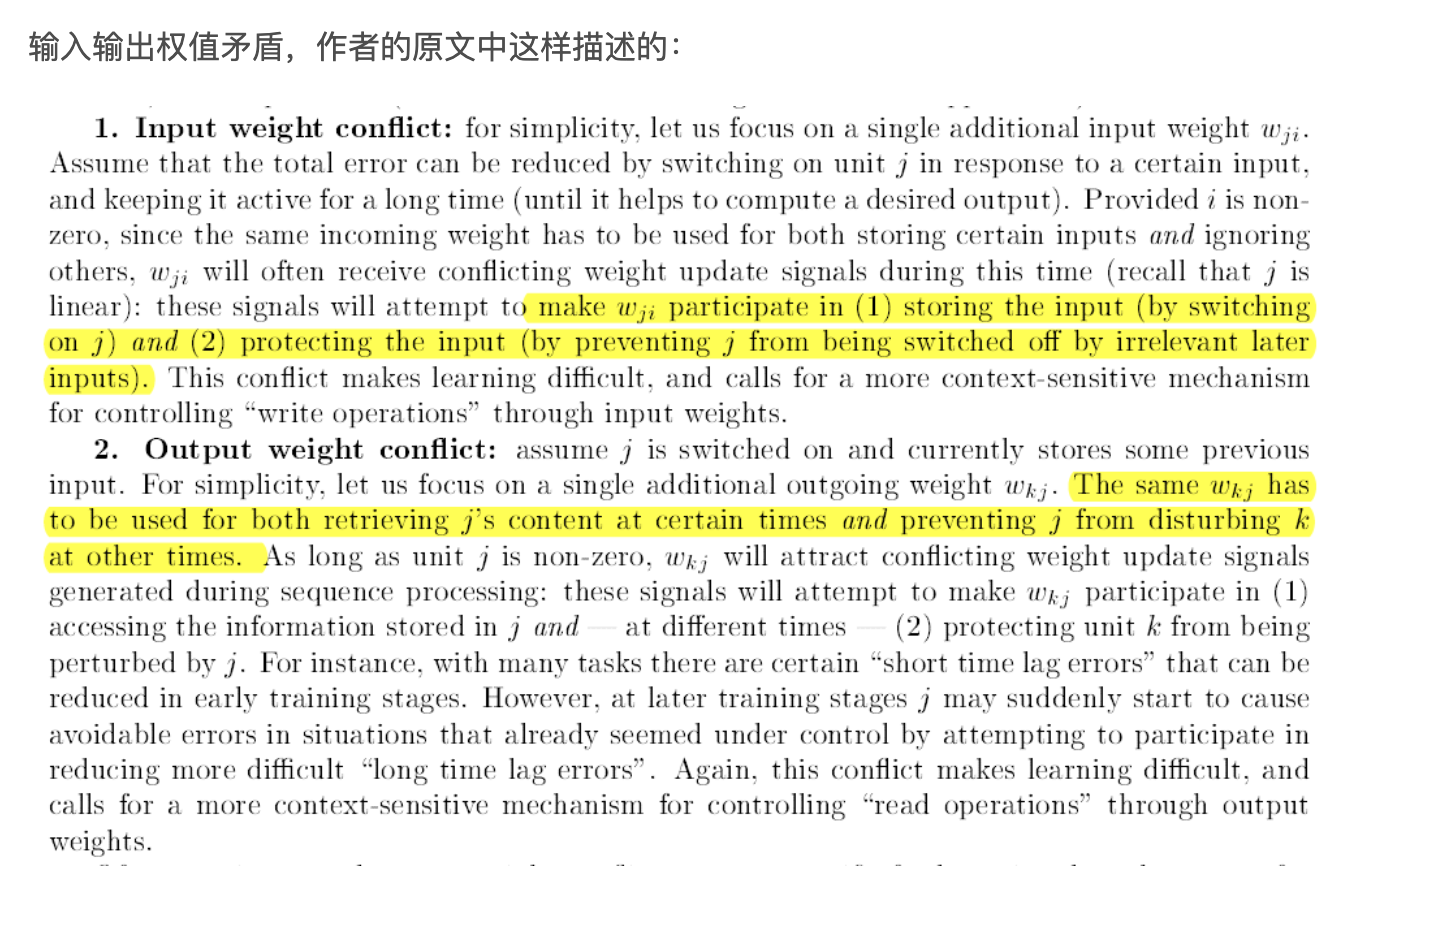 输入输出权值矛盾，作者的原文中这样描述的：
1. Input weight conflict: for simplicity, let us focus on a single additional input weight wji.
Assume that the total error can be reduced by switching on unit j in response to a certain input,
and keeping it active for a long time (until it helps to compute a desired output). Provided i is non-
zero, since the same incoming weight has to be used for both storing certain inputs and ignoring
others, wji will often receive conflicting weight update signals during this time (recall that j is
linear): these signals will attempt to make wji participate in (1) storing the input (by switching
on j) and (2) protecting the input (by preventing j from being switched off by irrelevant later
inputs). This conflict makes learning difficult, and calls for a more context-sensitive mechanism
for controlling “write operations” through input weights.
2. Output weight conflict: assume j is switched on and currently stores some previous
input. For simplicity, let us focus on a single additional outgoing weight wkj. The same wkj has
to be used for both retrieving j's content at certain times and preventing j from disturbing k
at other times. As long as unit j is non-zero, wkj will attract conflicting weight update signals
generated during sequence processing: these signals will attempt to make wkj participate in (1)
accessing the information stored in j and — at different times — (2) protecting unit k from being
perturbed by j. For instance, with many tasks there are certain “short time lag errors” that can be
reduced in early training stages. However, at later training stages j may suddenly start to cause
avoidable errors in situations that already seemed under control by attempting to participate in
reducing more difficult “long time lag errors”. Again, this conflict makes learning difficult, and
calls for a more context-sensitive mechanism for controlling “read operations” through output
weights.